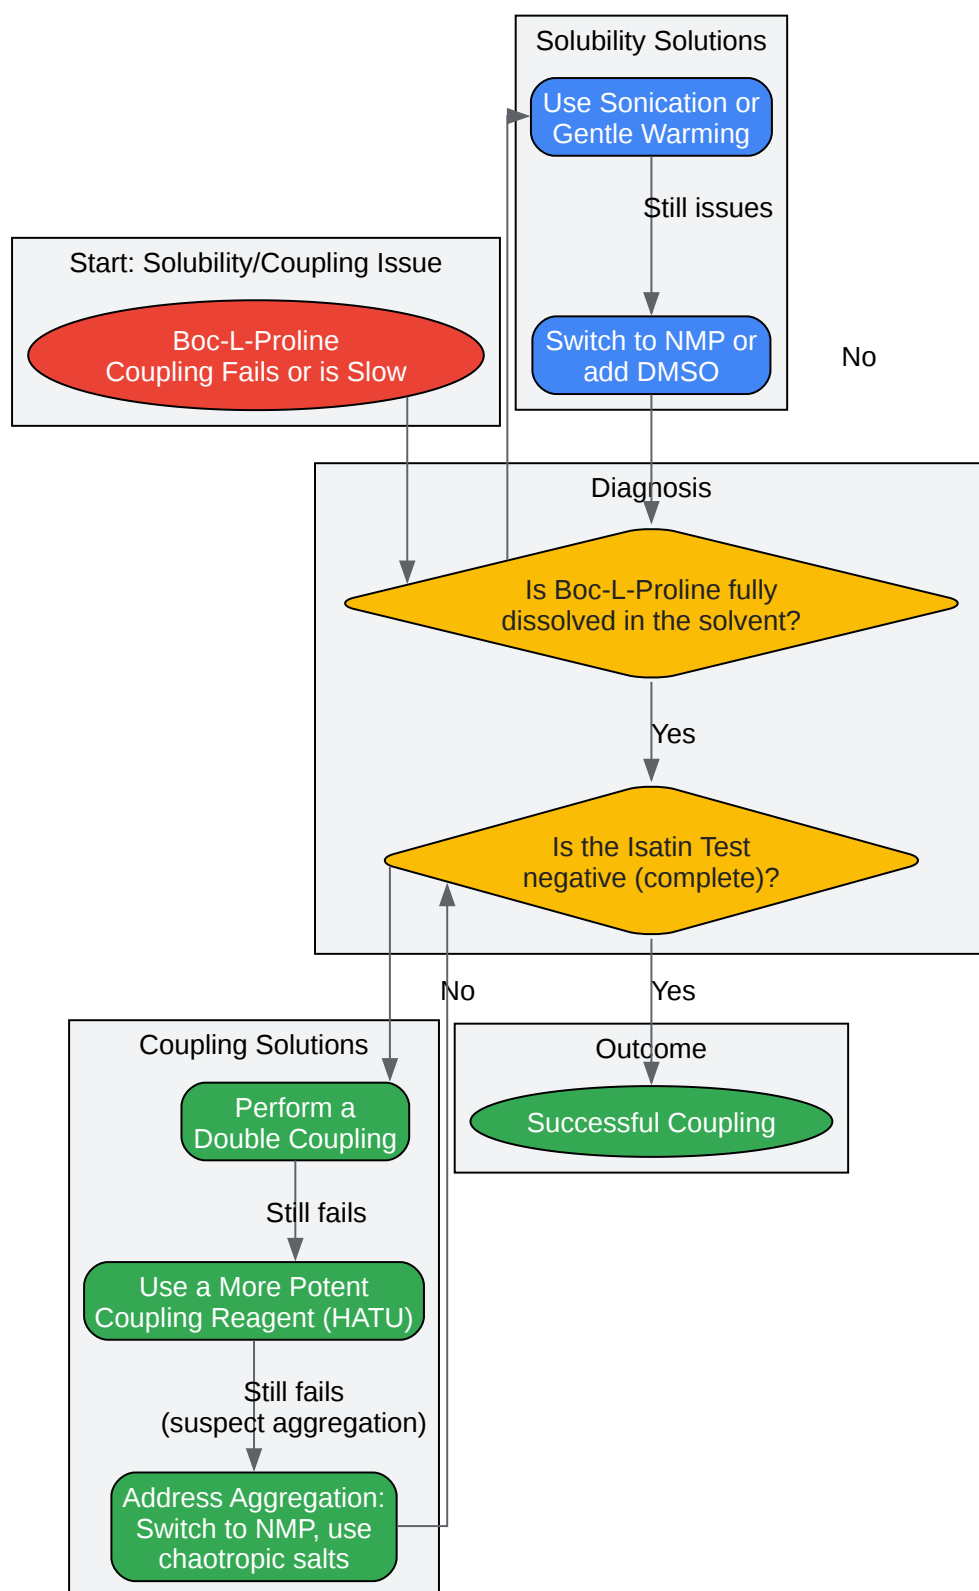 Solubility Solutions
Use Sonication or
Gentle Warming
Still issues
Start: Solubility/Coupling Issue
Boc-L-Proline
Coupling Fails or is Slow
Switch to NMP or
add DMSO
No
Diagnosis
Is Boc-L-Proline fully
dissolved in the solvent?
Yes
Is the Isatin Test
negative (complete)?
No
Yes
Coupling Solutions
Outcome
Perform a
Double Coupling
Successful Coupling
Still fails
Use a More Potent
Coupling Reagent (HATU)
Still fails
(suspect aggregation)
Address Aggregation:
Switch to NMP, use
chaotropic salts